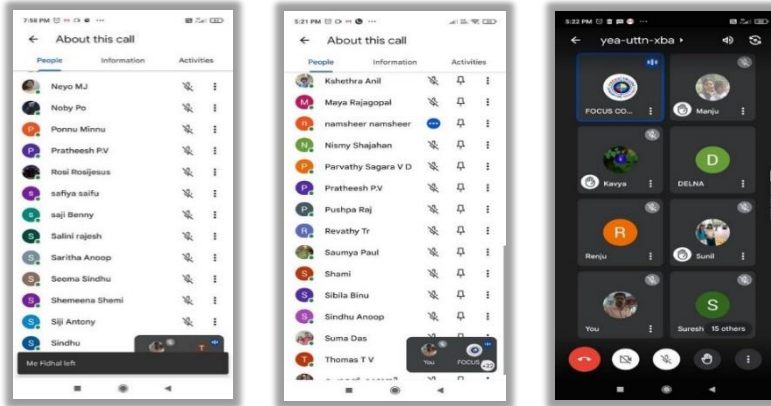 7:58 PM
About this call
People Information Activities
Neyo MJ
Noby Po
P Ponnu Minnu
P Pratheesh P.V
Rosi Rosijesus
s safiya saifu
s saji Benny
S Salini rajesh
S Saritha Anoop
S Seema Sindhu
S Shemeena Shemi
S Siji Antony
S Sindhu
T
Me Fidhal left
5:21 PM
About this call
People Information Activities
Kshethra Anil
M Maya Rajagopal
n namsheer namsheer
N Nismy Shajahan
P Parvathy Sagara V D
P Pratheesh P.V
P Pushpa Raj
R Revathy Tr
Saumya Paul
S Shami
S Sibila Binu
S Sindhu Anoop
Suma Das
T Thomas T V
You FOCUS
+22
5:22 PM
yea-uttn-xba
FOCUS CO... Manju
D
Kavya DELNA
R
Renju Sunil
S
You Suresh 15 others